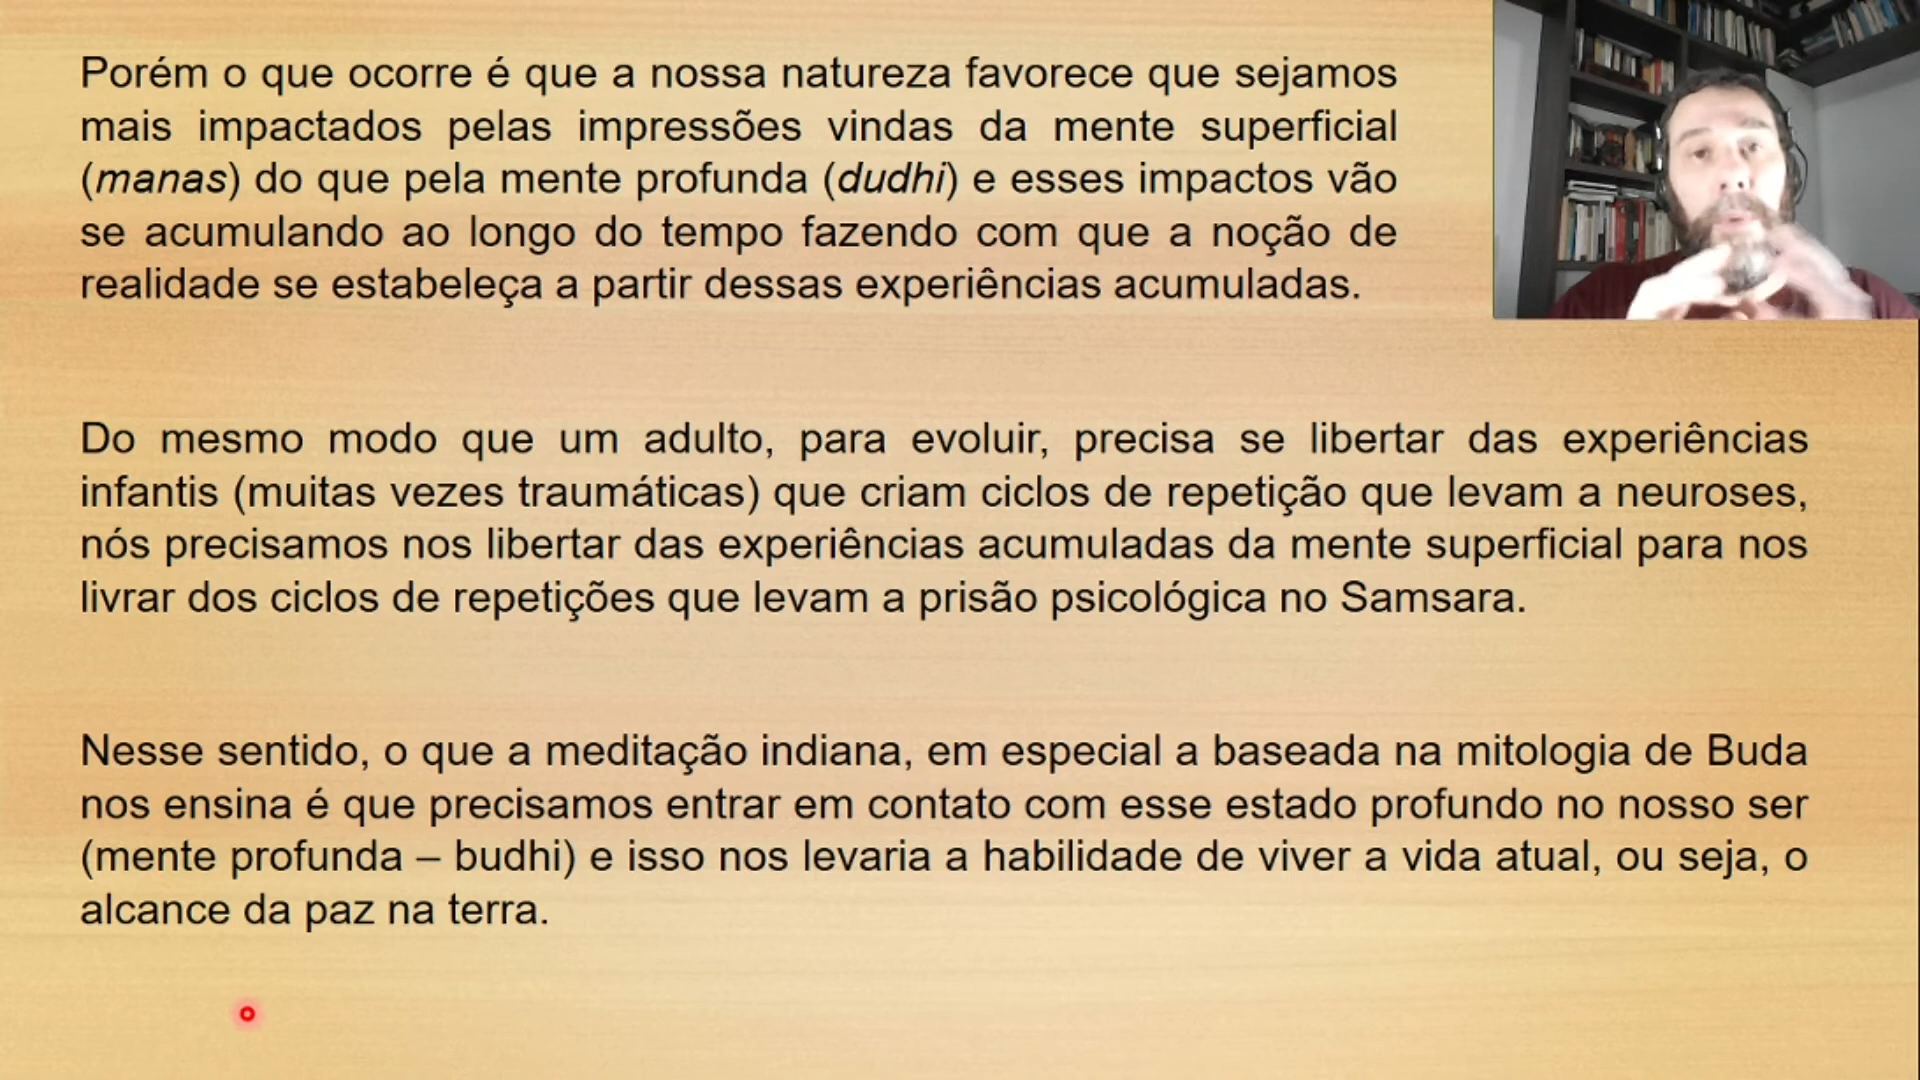 Porém o que ocorre é que a nossa natureza favorece que sejamos
mais impactados pelas impressões vindas da mente superficial
(manas) do que pela mente profunda (dudhi) e esses impactos vão
se acumulando ao longo do tempo fazendo com que a noção de
realidade se estabeleça a partir dessas experiências acumuladas.
Do mesmo modo que um adulto, para evoluir, precisa se libertar das experiências
infantis (muitas vezes traumáticas) que criam ciclos de repetição que levam a neuroses,
nós precisamos nos libertar das experiências acumuladas da mente superficial para nos
livrar dos ciclos de repetições que levam a prisão psicológica no Samsara.
Nesse sentido, o que a meditação indiana, em especial a baseada na mitologia de Buda
nos ensina é que precisamos entrar em contato com esse estado profundo no nosso ser
(mente profunda – budhi) e isso nos levaria a habilidade de viver a vida atual, ou seja, o
alcance da paz na terra.